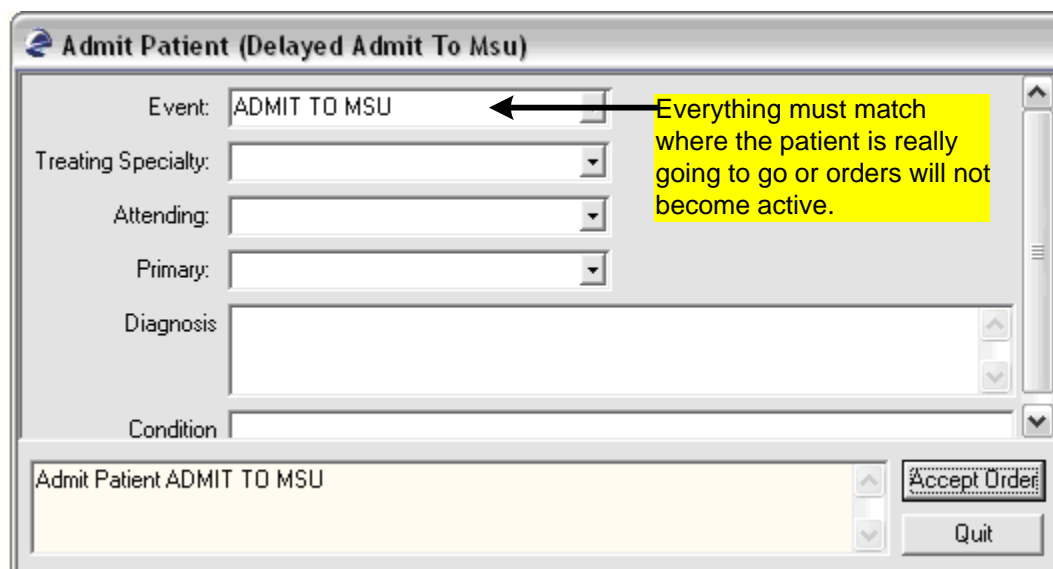 Admit Patient (Delayed Admit To Msu)
Event: ADMIT TO MSU
Everything must match
where the patient is really
going to go or orders will not
become active.
Treating Specialty:
Attending:
Primary:
Diagnosis
Condition
Admit Patient ADMIT TO MSU
Accept Order
Quit